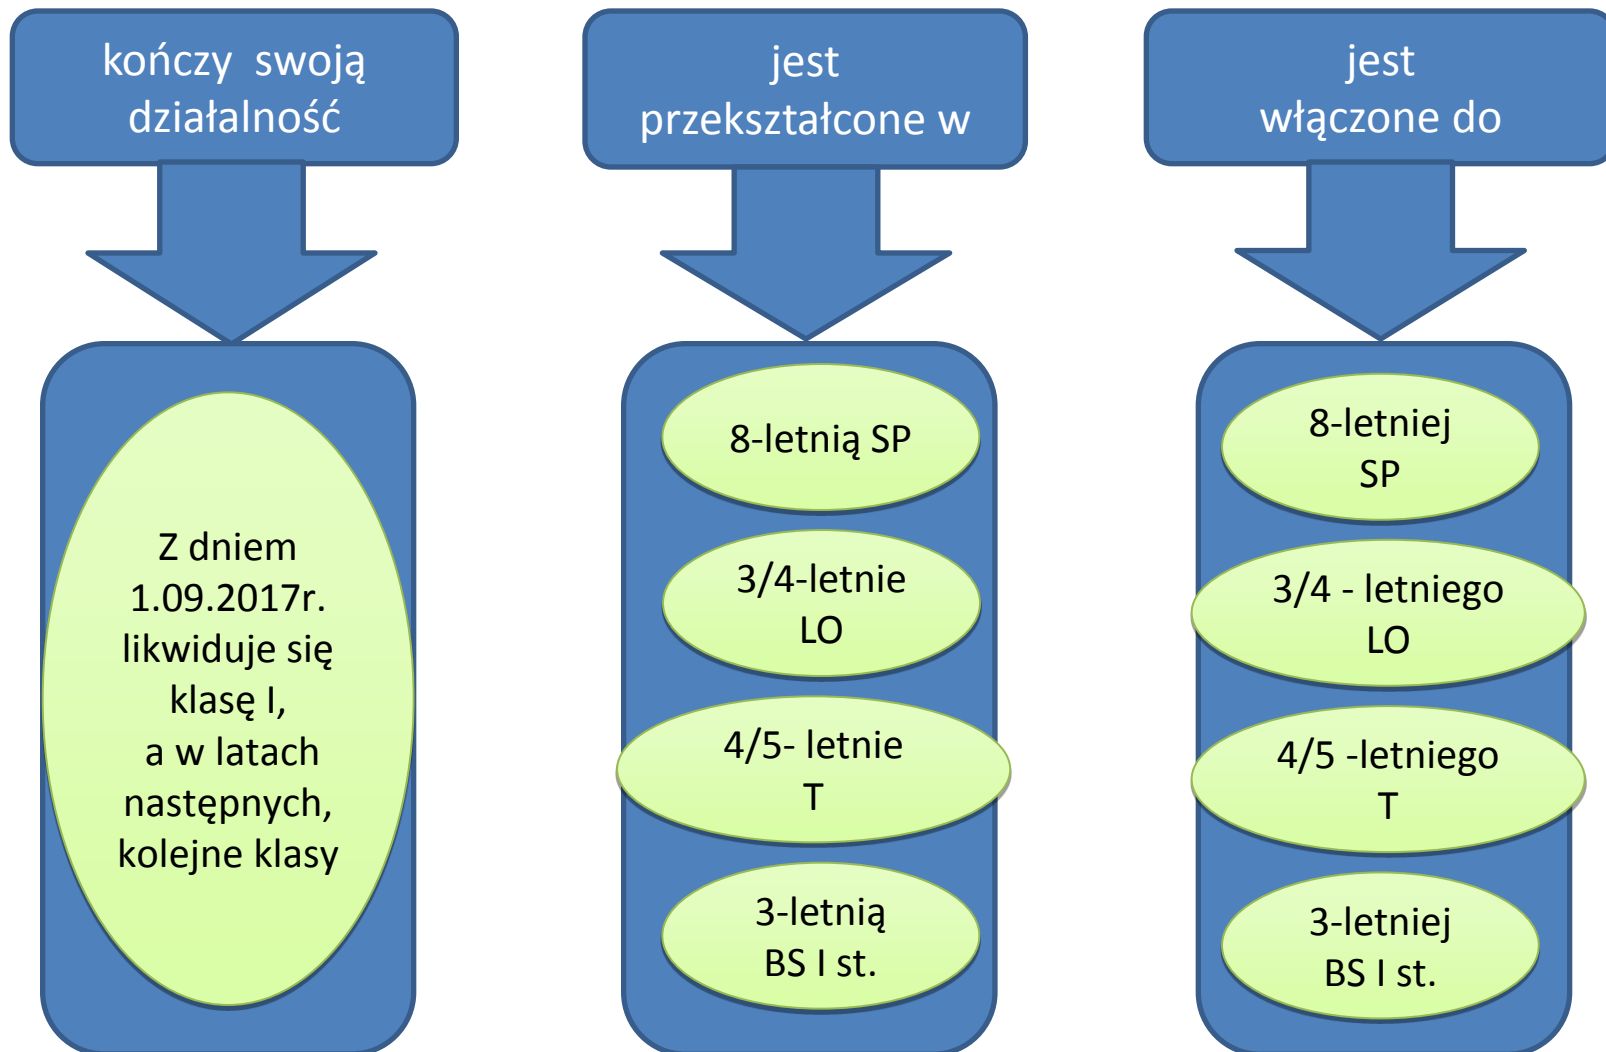 kończy swoją
działalność
jest
przekształcone w
jest
włączone do
Z dniem
1.09.2017r.
likwiduje się
klasę I,
a w latach
następnych,
kolejne klasy
8-letnią SP
3/4-letnie
LO
4/5- letnie
T
3-letnią
BS I st.
8-letniej
SP
3/4 - letniego
LO
4/5 -letniego
T
3-letniej
BS I st.